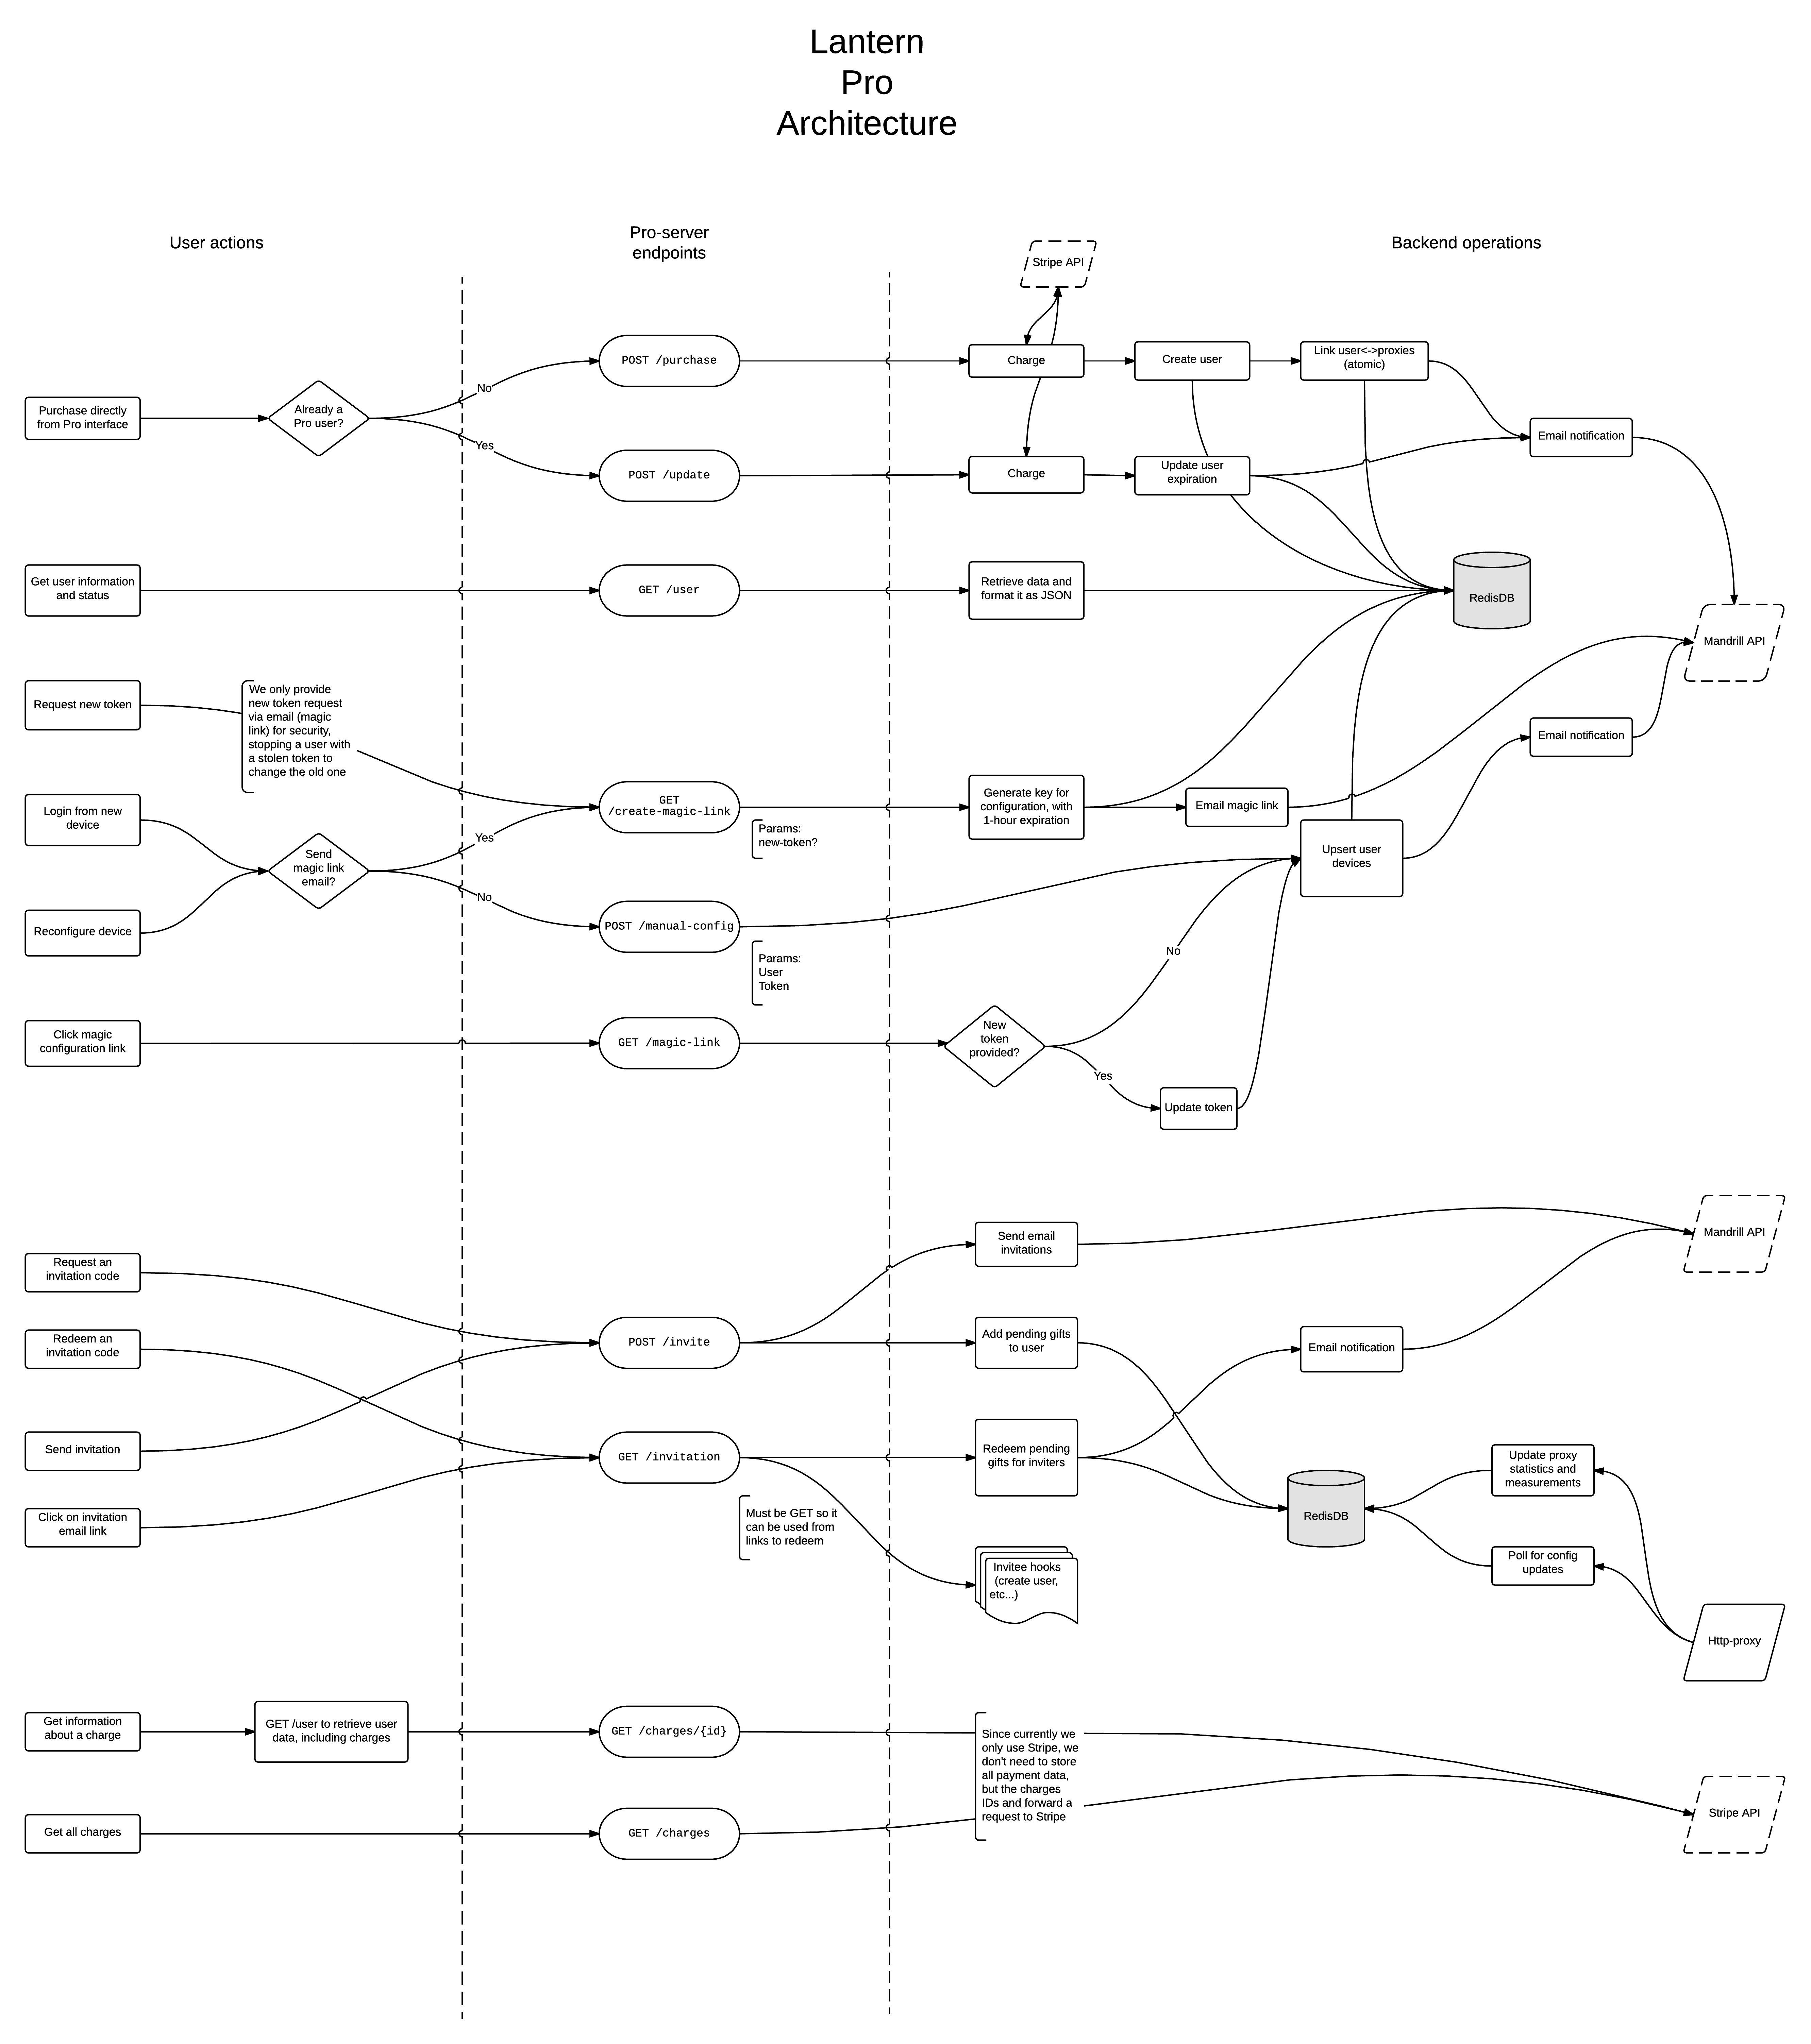 Lantern
Pro
Architecture
User actions
Pro-server
endpoints
Backend operations
Stripe API
Purchase directly
from Pro interface
Already a
Pro user?
No
Yes
POST /purchase
POST /update
Charge
Create user
Link user<->proxies
(atomic)
Charge
Update user
expiration
Email notification
Get user information
and status
GET /user
Retrieve data and
format it as JSON
RedisDB
Mandrill API
Request new token
We only provide
new token request
via email (magic
link) for security,
stopping a user with
a stolen token to
change the old one
Email notification
Login from new
device
Send
magic link
email?
Yes
No
GET
/create-magic-link
Params:
new-token?
Generate key for
configuration, with
1-hour expiration
Email magic link
Upsert user
devices
Reconfigure device
POST /manual-config
Params:
User
Token
No
Click magic
configuration link
GET /magic-link
New
token
provided?
Yes
Update token
Request an
invitation code
Redeem an
invitation code
Send invitation
Click on invitation
email link
POST /invite
GET /invitation
Must be GET so it
can be used from
links to redeem
Send email
invitations
Add pending gifts
to user
Redeem pending
gifts for inviters
Invitee hooks
(create user,
etc...)
Mandrill API
Email notification
RedisDB
Update proxy
statistics and
measurements
Poll for config
updates
Http-proxy
Get information
about a charge
GET /user to retrieve user
data, including charges
GET /charges/{id}
Since currently we
only use Stripe, we
don't need to store
all payment data,
but the charges
IDs and forward a
request to Stripe
Stripe API
Get all charges
GET /charges